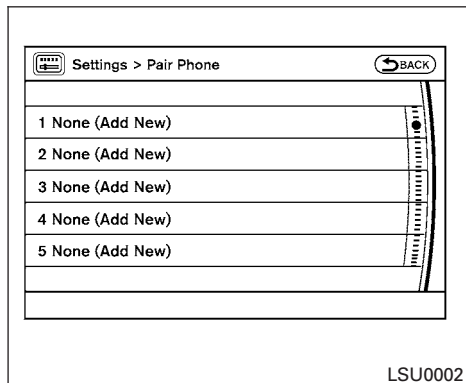 Settings > Pair Phone
BACK
1 None (Add New)
2 None (Add New)
3 None (Add New)
4 None (Add New)
5 None (Add New)
LSU0002